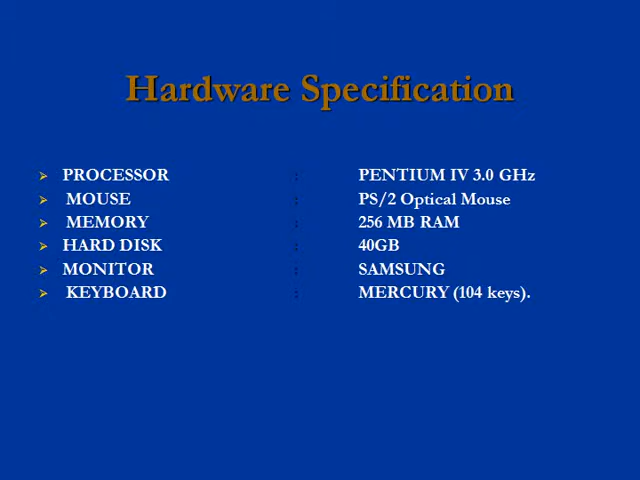 Hardware Specification
➢ PROCESSOR : PENTIUM IV 3.0 GHz
➢ MOUSE : PS/2 Optical Mouse
➢ MEMORY : 256 MB RAM
➢ HARD DISK : 40GB
➢ MONITOR : SAMSUNG
➢ KEYBOARD : MERCURY (104 keys).